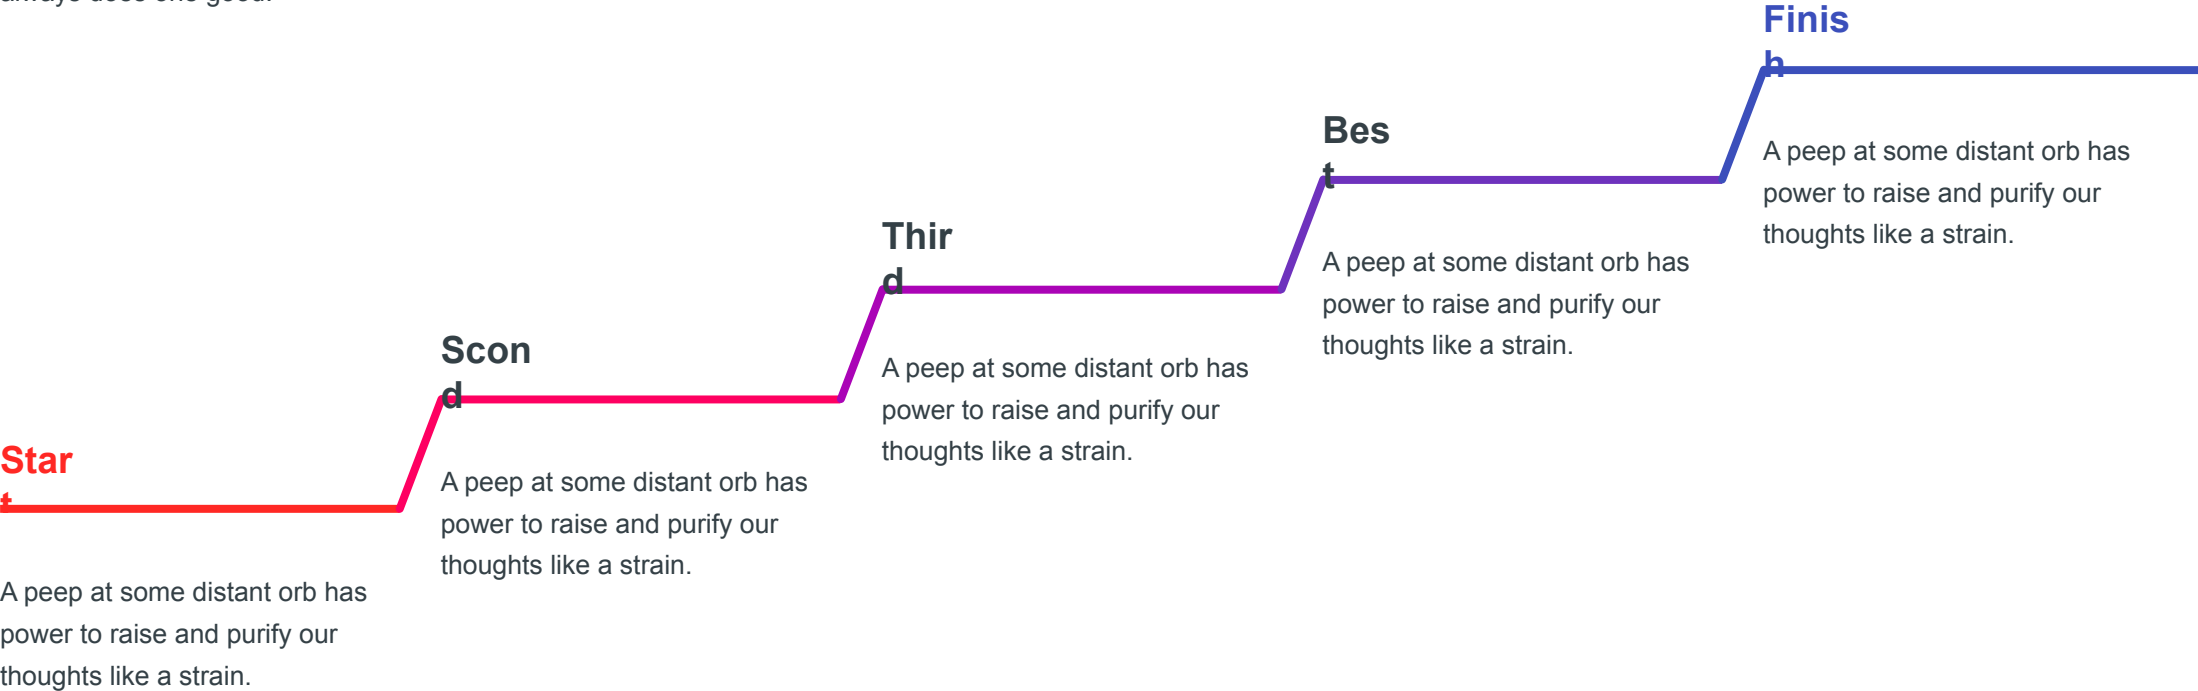 always does one good.
Star
t
A peep at some distant orb has
power to raise and purify our
thoughts like a strain.
Scon
d
A peep at some distant orb has
power to raise and purify our
thoughts like a strain.
Thir
d
A peep at some distant orb has
power to raise and purify our
thoughts like a strain.
Bes
t
A peep at some distant orb has
power to raise and purify our
thoughts like a strain.
Finis
h
A peep at some distant orb has
power to raise and purify our
thoughts like a strain.